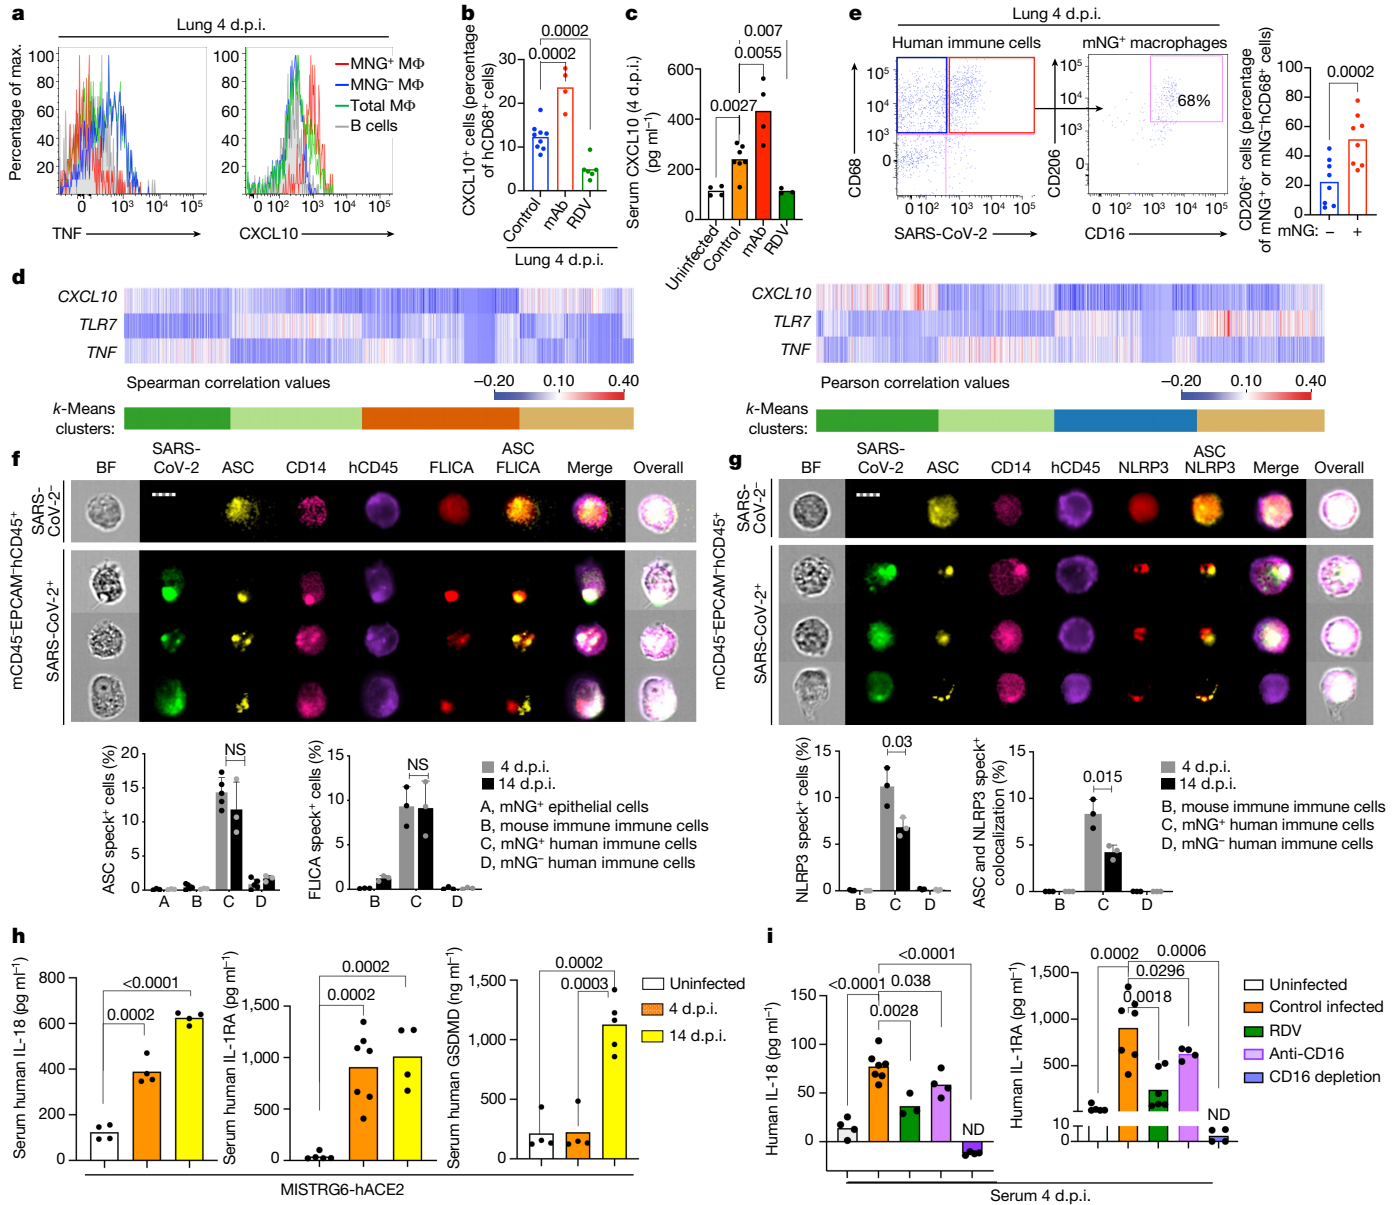 a
Lung 4 d.p.i.
Percentage of max.
100
80
60
40
20
0
10³
10⁴
10⁵
TNF
100
80
60
40
20
0
10²
10³
10⁴
10⁵
CXCL10
MNG⁺ MΦ
MNG⁻ MΦ
Total MΦ
B cells
b
CXCL10⁺ cells (percentage
of hCD68⁺ cells)
30
20
10
0
0.0002
0.0002
Control
mAb
RDV
Lung 4 d.p.i.
c
Serum CXCL10 (4 d.p.i.)
(pg ml⁻¹)
600
400
200
0
0.007
0.0055
0.0027
Uninfected
Control
mAb
RDV
e
Lung 4 d.p.i.
Human immune cells
mNG⁺ macrophages
CD68
10⁵
10⁴
10³
0
0
10²
10³
10⁴
10⁵
SARS-CoV-2
CD206
10⁵
10⁴
10³
0
68%
0
10²
10³
10⁴
10⁵
CD16
CD206⁺ cells (percentage
of mNG⁺ or mNG⁻hCD68⁺ cells)
100
80
60
40
20
0
0.0002
mNG: – +
d
CXCL10
TLR7
TNF
Spearman correlation values
–0.20 0.10 0.40
k-Means
clusters:
CXCL10
TLR7
TNF
Pearson correlation values
–0.20 0.10 0.40
k-Means
clusters:
f
BF
SARS-
CoV-2
ASC
CD14
hCD45
FLICA
ASC
FLICA
Merge
Overall
mCD45⁻EPCAM⁻hCD45⁺
SARS-
CoV-2⁻
SARS-CoV-2⁺
ASC speck⁺ cells (%)
20
15
10
5
0
NS
A B C D
FLICA speck⁺ cells (%)
15
10
5
0
NS
B C D
4 d.p.i.
14 d.p.i.
A, mNG⁺ epithelial cells
B, mouse immune immune cells
C, mNG⁺ human immune cells
D, mNG⁻ human immune cells
g
BF
SARS-
CoV-2
ASC
CD14
hCD45
NLRP3
ASC
NLRP3
Merge
Overall
mCD45⁻EPCAM⁻hCD45⁺
SARS-
CoV-2⁻
SARS-CoV-2⁺
NLRP3 speck⁺ cells (%)
15
10
5
0
0.03
B C D
ASC and NLRP3 speck⁺
colocalization (%)
15
10
5
0
0.015
B C D
4 d.p.i.
14 d.p.i.
B, mouse immune immune cells
C, mNG⁺ human immune cells
D, mNG⁻ human immune cells
h
Serum human IL-18 (pg ml⁻¹)
800
600
400
200
0
<0.0001
0.0002
Serum human IL-1RA (pg ml⁻¹)
1,500
1,000
500
0
0.0002
0.0002
Serum human GSDMD (ng ml⁻¹)
1,500
1,000
500
0
0.0002
0.0003
Uninfected
4 d.p.i.
14 d.p.i.
MISTRG6-hACE2
i
Human IL-18 (pg ml⁻¹)
150
100
50
0
<0.0001
<0.0001
0.038
0.0028
ND
Human IL-1RA (pg ml⁻¹)
1,500
1,000
500
10
0
0.0002
0.0006
0.0296
0.0018
ND
Uninfected
Control infected
RDV
Anti-CD16
CD16 depletion
Serum 4 d.p.i.